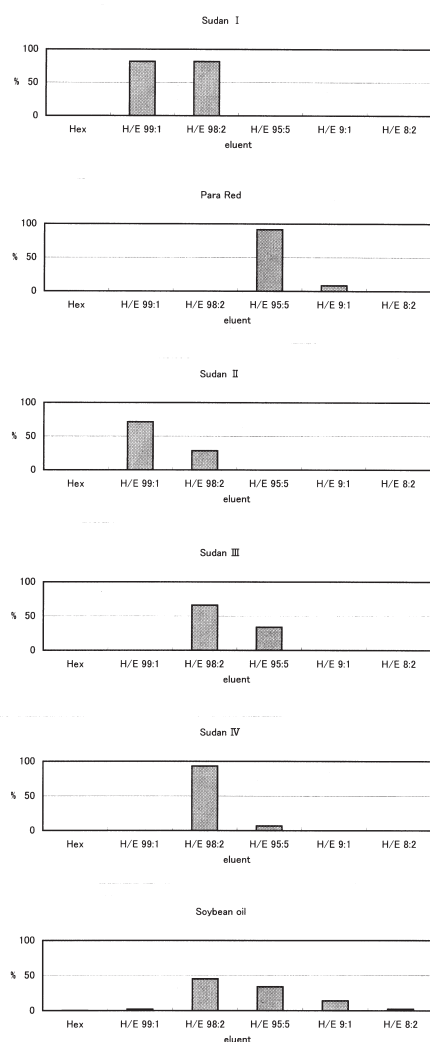 Sudan Ⅰ
100
% 50
0
Hex H/E 99:1 H/E 98:2 H/E 95:5 H/E 9:1 H/E 8:2
eluent
Para Red
100
% 50
0
Hex H/E 99:1 H/E 98:2 H/E 95:5 H/E 9:1 H/E 8:2
eluent
Sudan Ⅱ
100
% 50
0
Hex H/E 99:1 H/E 98:2 H/E 95:5 H/E 9:1 H/E 8:2
eluent
Sudan Ⅲ
100
% 50
0
Hex H/E 99:1 H/E 98:2 H/E 95:5 H/E 9:1 H/E 8:2
eluent
Sudan Ⅳ
100
% 50
0
Hex H/E 99:1 H/E 98:2 H/E 95:5 H/E 9:1 H/E 8:2
eluent
Soybean oil
100
% 50
0
Hex H/E 99:1 H/E 98:2 H/E 95:5 H/E 9:1 H/E 8:2
eluent